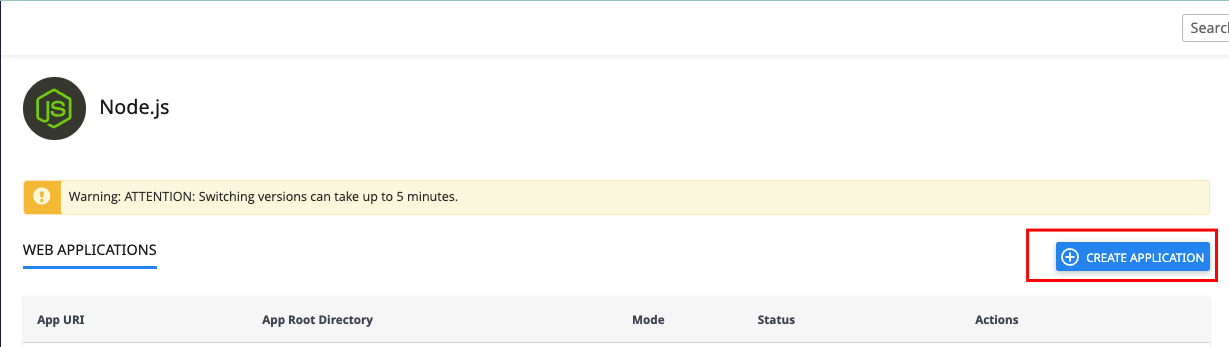 Search
JS
Node.js
Warning: ATTENTION: Switching versions can take up to 5 minutes.
WEB APPLICATIONS
CREATE APPLICATION
App URI App Root Directory Mode Status Actions